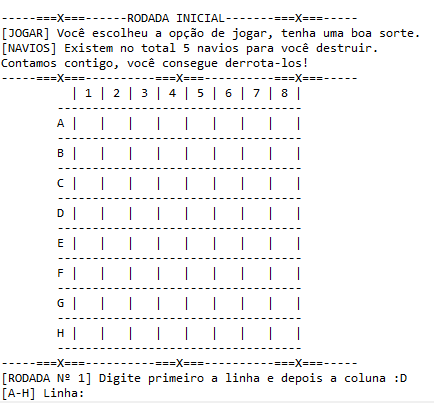 -----===X===------RODADA INICIAL-------===X===-----
[JOGAR] Você escolheu a opção de jogar, tenha uma boa sorte.
[NAVIOS] Existem no total 5 navios para você destruir.
Contamos contigo, você consegue derrota-los!
-----===X===----------===X===----------===X===-----
| 1 | 2 | 3 | 4 | 5 | 6 | 7 | 8 |
-----------------------------------
A |   |   |   |   |   |   |   |   |
-----------------------------------
B |   |   |   |   |   |   |   |   |
-----------------------------------
C |   |   |   |   |   |   |   |   |
-----------------------------------
D |   |   |   |   |   |   |   |   |
-----------------------------------
E |   |   |   |   |   |   |   |   |
-----------------------------------
F |   |   |   |   |   |   |   |   |
-----------------------------------
G |   |   |   |   |   |   |   |   |
-----------------------------------
H |   |   |   |   |   |   |   |   |
-----------------------------------
-----===X===----------===X===----------===X===-----
[RODADA Nº 1] Digite primeiro a linha e depois a coluna :D
[A-H] Linha: